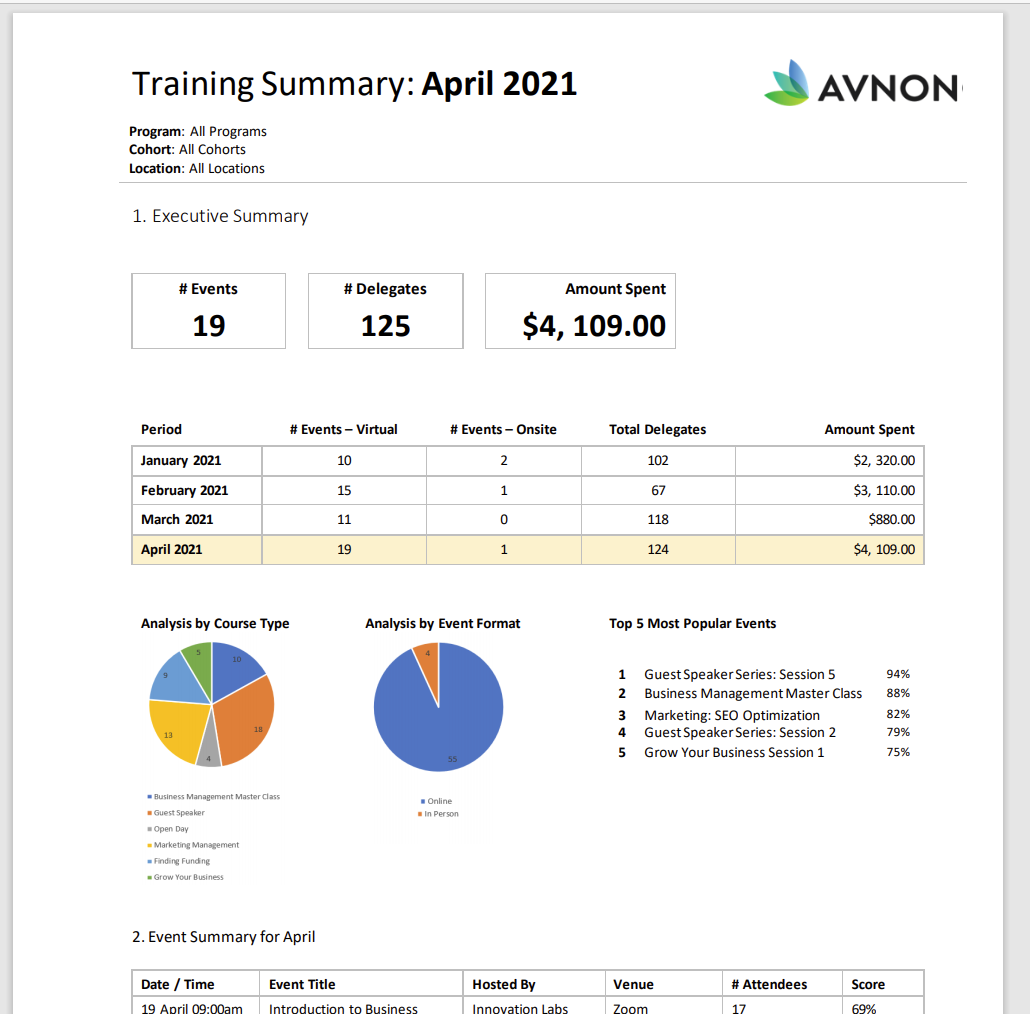 Training Summary: April 2021
AVNON
Program: All Programs
Cohort: All Cohorts
Location: All Locations
1. Executive Summary
# Events # Delegates Amount Spent
19 125 $4, 109.00
Period # Events – Virtual # Events – Onsite Total Delegates Amount Spent
January 2021 10 2 102 $2, 320.00
February 2021 15 1 67 $3, 110.00
March 2021 11 0 118 $880.00
April 2021 19 1 124 $4, 109.00
Analysis by Course Type
5
10
9
18
13
4
Business Management Master Class
Guest Speaker
Open Day
Marketing Management
Finding Funding
Grow Your Business
Analysis by Event Format
4
55
Online
In Person
Top 5 Most Popular Events
1 Guest Speaker Series: Session 5 94%
2 Business Management Master Class 88%
3 Marketing: SEO Optimization 82%
4 Guest Speaker Series: Session 2 79%
5 Grow Your Business Session 1 75%
2. Event Summary for April
Date / Time Event Title Hosted By Venue # Attendees Score
19 April 09:00am Introduction to Business Innovation Labs Zoom 17 69%